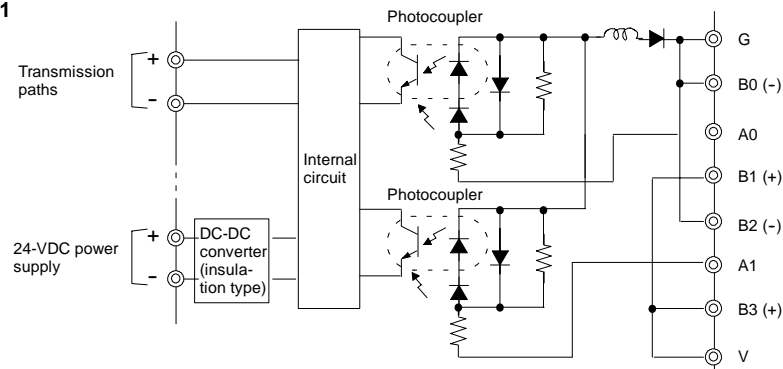 1
Photocoupler
Transmission
paths
+
-
Internal
circuit
Photocoupler
24-VDC power
supply
+
-
DC-DC
converter
(insula-
tion type)
G
B0 (-)
A0
B1 (+)
B2 (-)
A1
B3 (+)
V